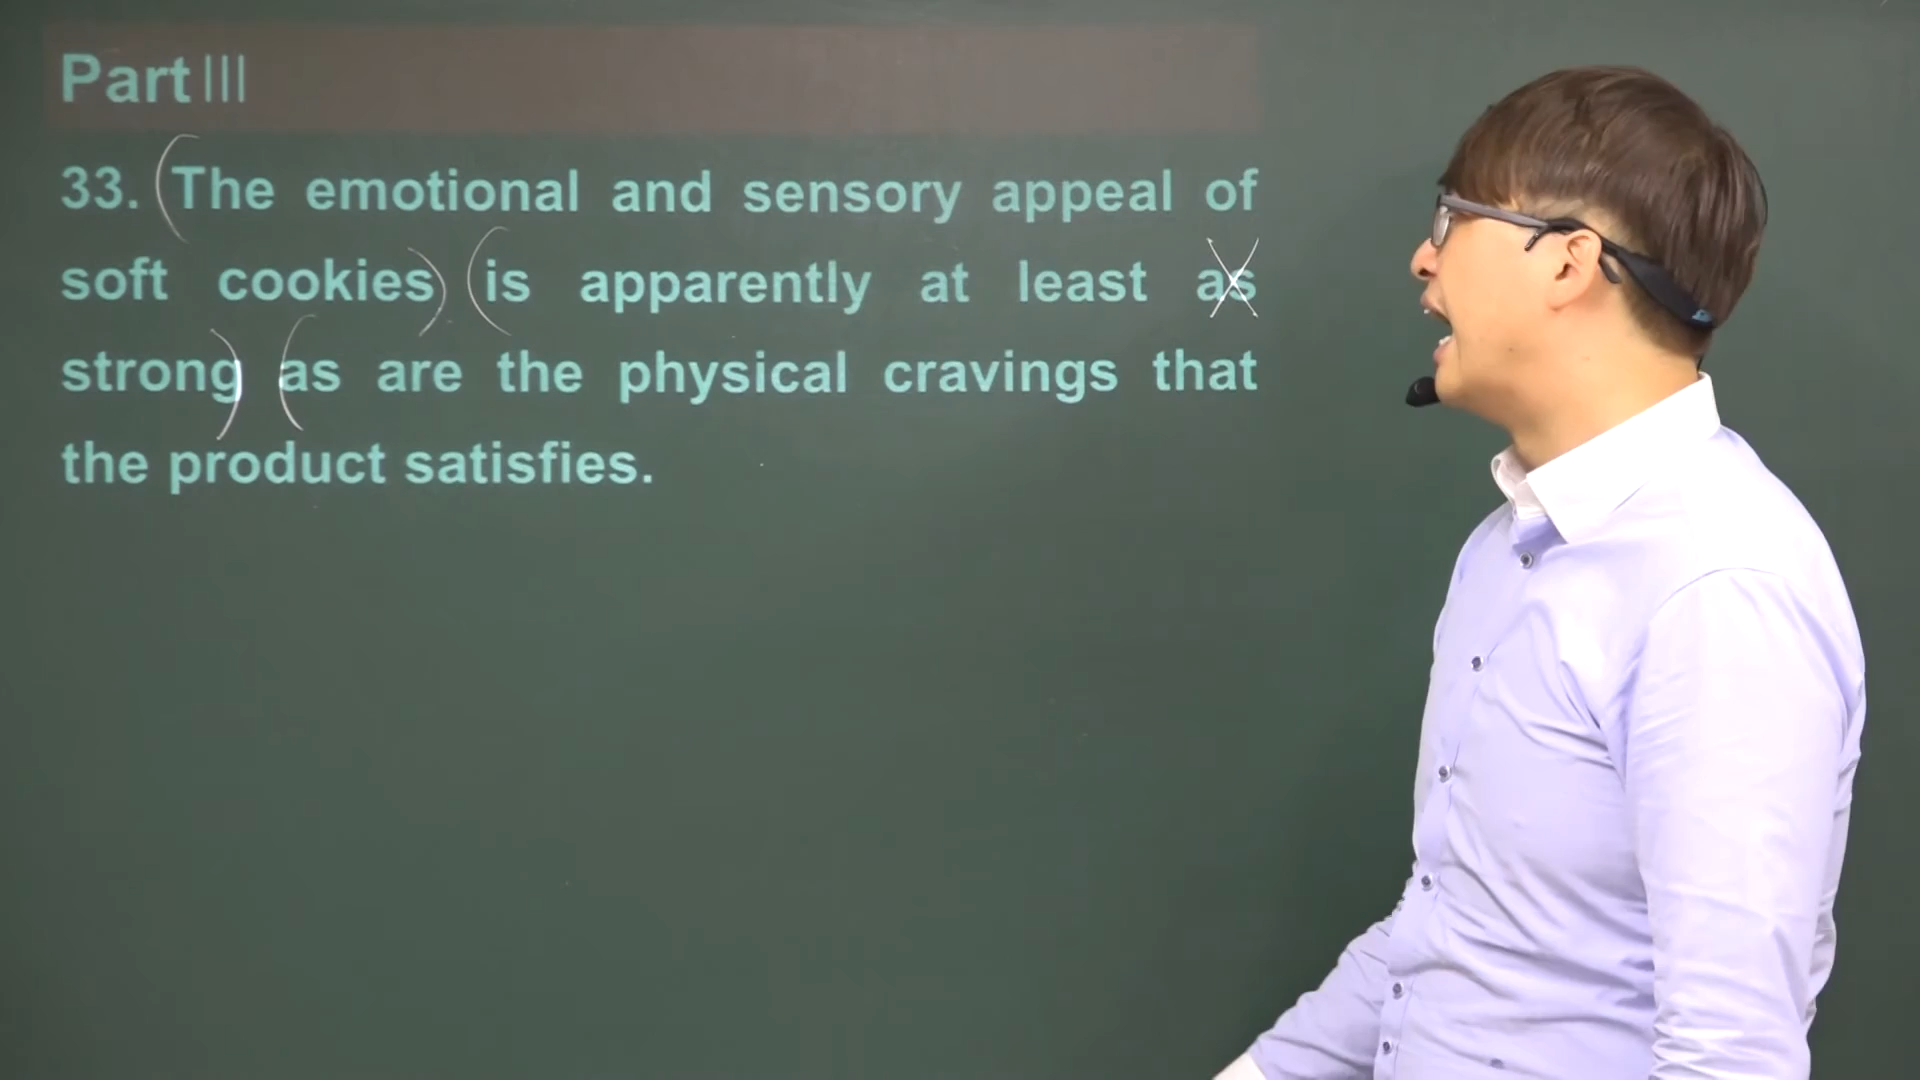 Part III
33. The emotional and sensory appeal of
soft cookies is apparently at least as
strong as are the physical cravings that
the product satisfies.